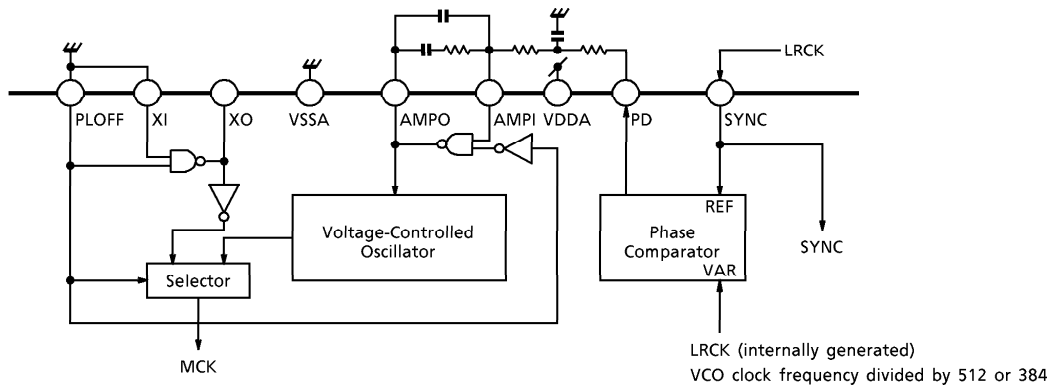 LRCK
PLOFF
XI
XO
VSSA
AMPO
AMPI
VDDA
PD
SYNC
REF
Voltage-Controlled
Oscillator
Phase
Comparator
VAR
SYNC
Selector
MCK
LRCK (internally generated)
VCO clock frequency divided by 512 or 384